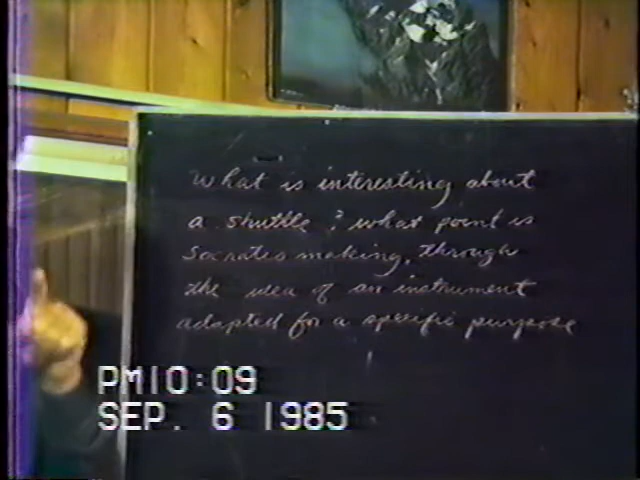 What is interesting about
a shuttle? what point is
Socrates making, through
the idea of an instrument
adapted for a specific purpose
PM10:09
SEP. 6 1985